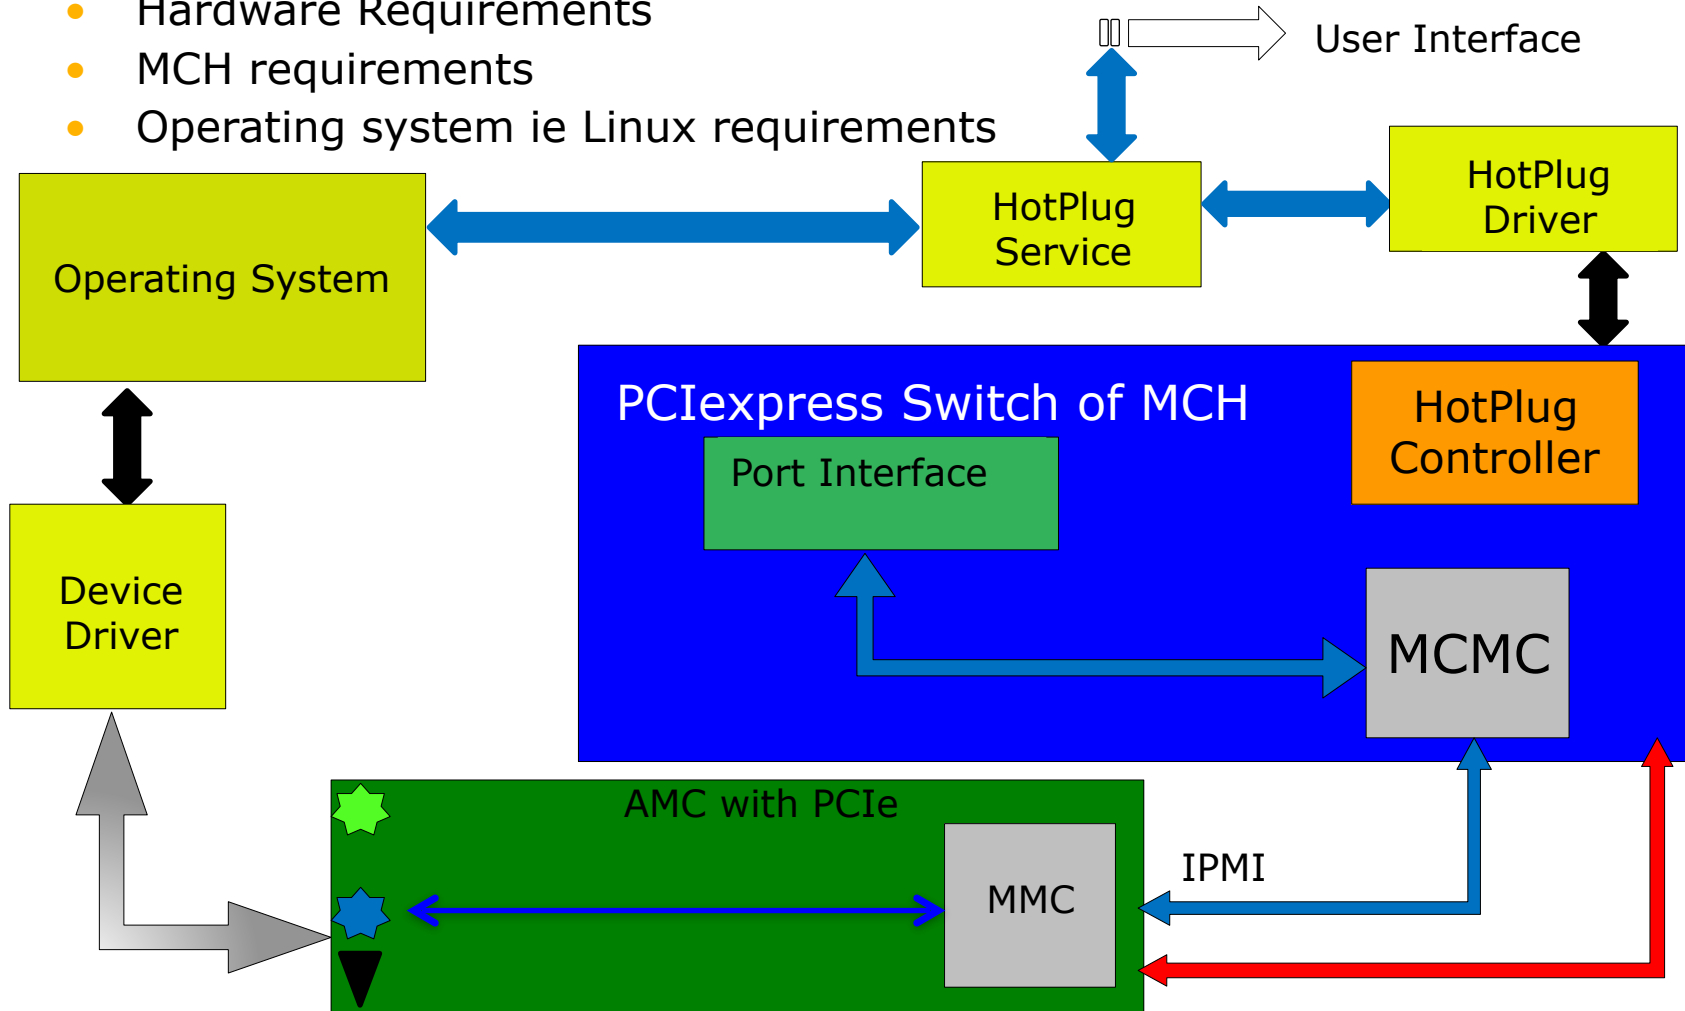 Hardware Requirements
MCH requirements
Operating system ie Linux requirements
User Interface
HotPlug
Service
HotPlug
Driver
Operating System
PCIexpress Switch of MCH
HotPlug
Controller
Port Interface
Device
Driver
MCMC
AMC with PCIe
MMC
IPMI